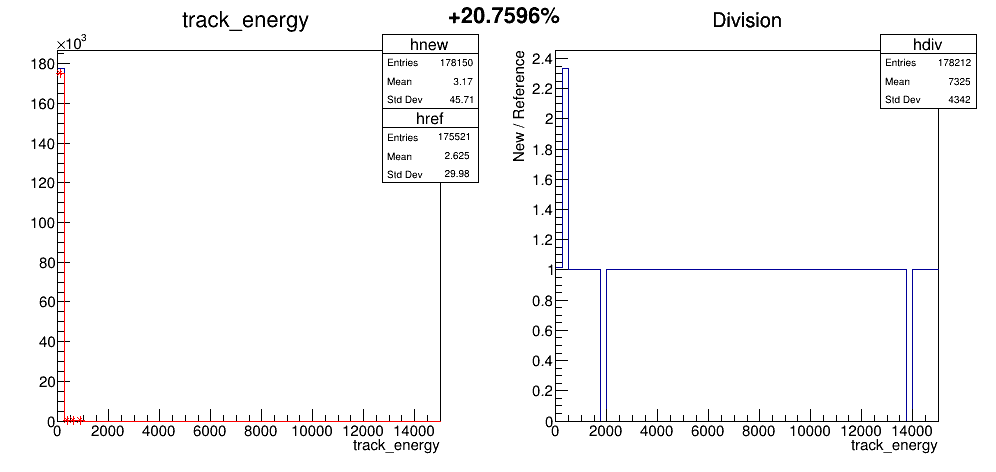 track_energy
+20.7596%
Division
×10³
180
160
140
120
100
80
60
40
20
0
0 2000 4000 6000 8000 10000 12000 14000
track_energy
hnew
Entries 178150
Mean 3.17
Std Dev 45.71
href
Entries 175521
Mean 2.625
Std Dev 29.98
New / Reference
2.4
2.2
2
1.8
1.6
1.4
1.2
1
0.8
0.6
0.4
0.2
0
0 2000 4000 6000 8000 10000 12000 14000
track_energy
hdiv
Entries 178212
Mean 7325
Std Dev 4342